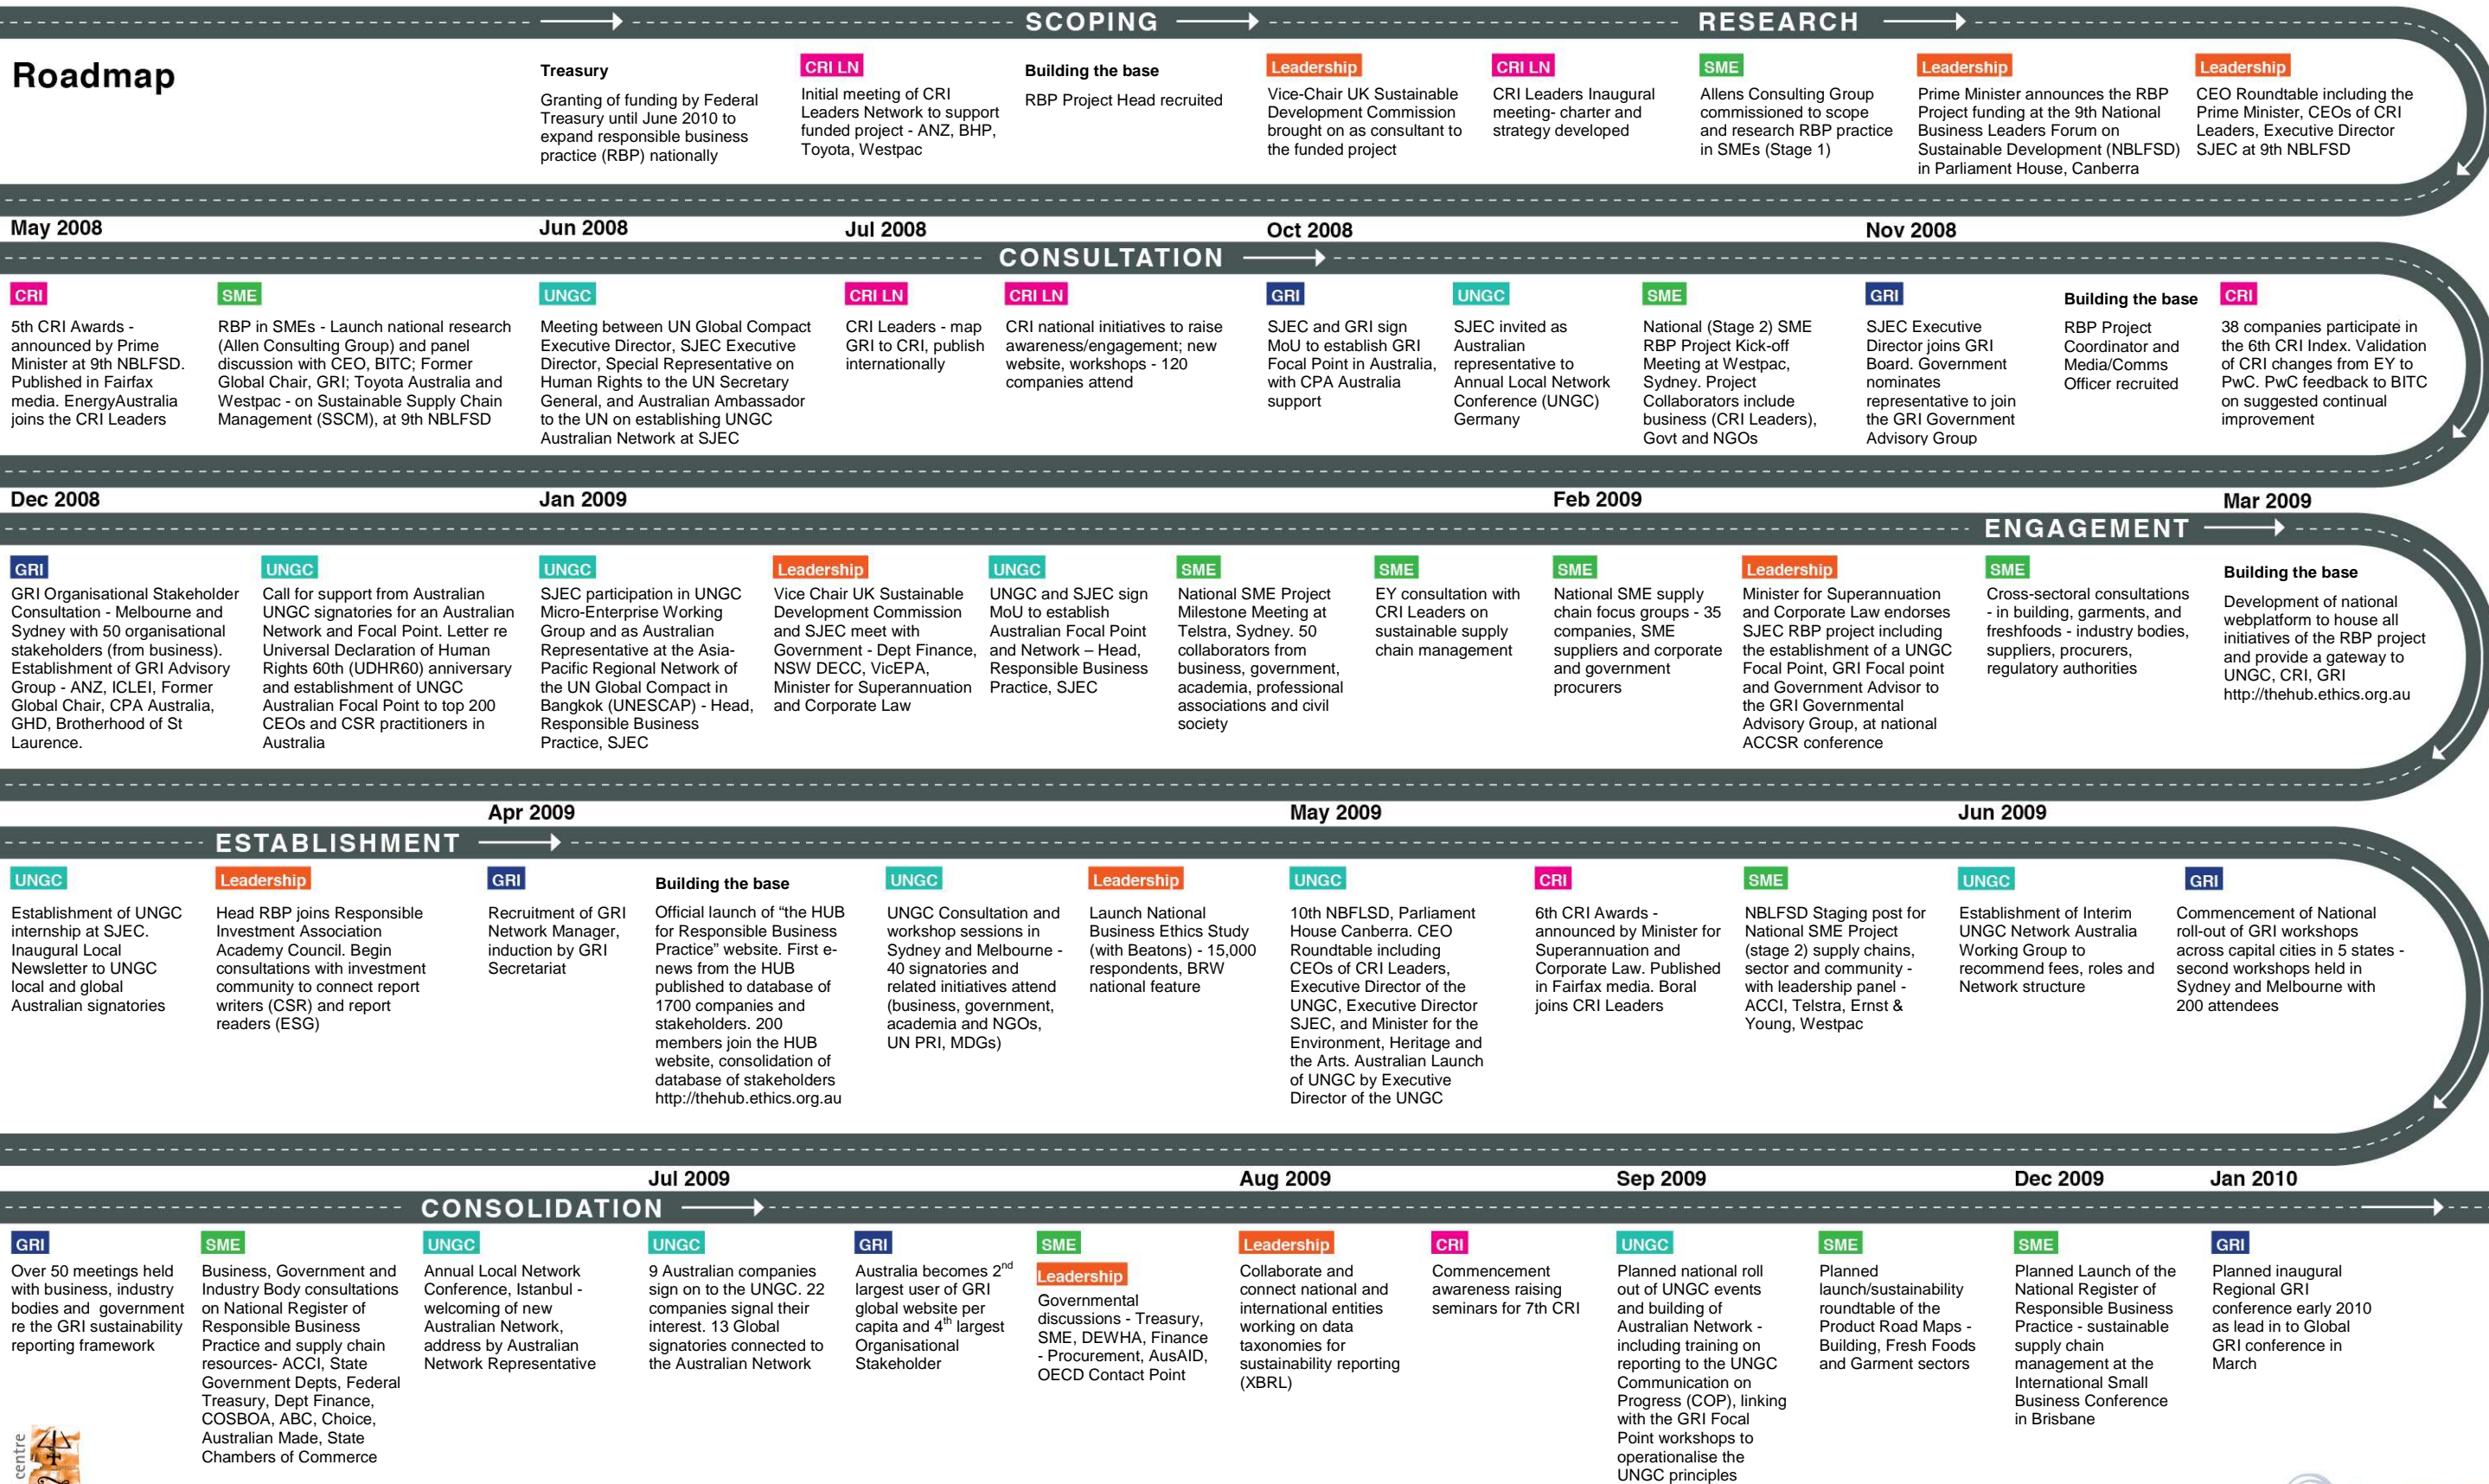 SCOPING
RESEARCH
Roadmap
Treasury
Granting of funding by Federal
Treasury until June 2010 to
expand responsible business
practice (RBP) nationally
CRI LN
Initial meeting of CRI
Leaders Network to support
funded project - ANZ, BHP,
Toyota, Westpac
Building the base
RBP Project Head recruited
Leadership
Vice-Chair UK Sustainable
Development Commission
brought on as consultant to
the funded project
CRI LN
CRI Leaders Inaugural
meeting- charter and
strategy developed
SME
Allens Consulting Group
commissioned to scope
and research RBP practice
in SMEs (Stage 1)
Leadership
Prime Minister announces the RBP
Project funding at the 9th National
Business Leaders Forum on
Sustainable Development (NBLFSD)
in Parliament House, Canberra
Leadership
CEO Roundtable including the
Prime Minister, CEOs of CRI
Leaders, Executive Director
SJEC at 9th NBLFSD
May 2008
Jun 2008
Jul 2008
Oct 2008
Nov 2008
CONSULTATION
CRI
5th CRI Awards -
announced by Prime
Minister at 9th NBLFSD.
Published in Fairfax
media. EnergyAustralia
joins the CRI Leaders
SME
RBP in SMEs - Launch national research
(Allen Consulting Group) and panel
discussion with CEO, BITC; Former
Global Chair, GRI; Toyota Australia and
Westpac - on Sustainable Supply Chain
Management (SSCM), at 9th NBLFSD
UNGC
Meeting between UN Global Compact
Executive Director, SJEC Executive
Director, Special Representative on
Human Rights to the UN Secretary
General, and Australian Ambassador
to the UN on establishing UNGC
Australian Network at SJEC
CRI LN
CRI Leaders - map
GRI to CRI, publish
internationally
CRI LN
CRI national initiatives to raise
awareness/engagement; new
website, workshops - 120
companies attend
GRI
SJEC and GRI sign
MoU to establish GRI
Focal Point in Australia,
with CPA Australia
support
UNGC
SJEC invited as
Australian
representative to
Annual Local Network
Conference (UNGC)
Germany
SME
National (Stage 2) SME
RBP Project Kick-off
Meeting at Westpac,
Sydney. Project
Collaborators include
business (CRI Leaders),
Govt and NGOs
GRI
SJEC Executive
Director joins GRI
Board. Government
nominates
representative to join
the GRI Government
Advisory Group
Building the base
RBP Project
Coordinator and
Media/Comms
Officer recruited
CRI
38 companies participate in
the 6th CRI Index. Validation
of CRI changes from EY to
PwC. PwC feedback to BITC
on suggested continual
improvement
Dec 2008
Jan 2009
Feb 2009
Mar 2009
ENGAGEMENT
GRI
GRI Organisational Stakeholder
Consultation - Melbourne and
Sydney with 50 organisational
stakeholders (from business).
Establishment of GRI Advisory
Group - ANZ, ICLEI, Former
Global Chair, CPA Australia,
GHD, Brotherhood of St
Laurence.
UNGC
Call for support from Australian
UNGC signatories for an Australian
Network and Focal Point. Letter re
Universal Declaration of Human
Rights 60th (UDHR60) anniversary
and establishment of UNGC
Australian Focal Point to top 200
CEOs and CSR practitioners in
Australia
UNGC
SJEC participation in UNGC
Micro-Enterprise Working
Group and as Australian
Representative at the Asia-
Pacific Regional Network of
the UN Global Compact in
Bangkok (UNESCAP) - Head,
Responsible Business
Practice, SJEC
Leadership
Vice Chair UK Sustainable
Development Commission
and SJEC meet with
Government - Dept Finance,
NSW DECC, VicEPA,
Minister for Superannuation
and Corporate Law
UNGC
UNGC and SJEC sign
MoU to establish
Australian Focal Point
and Network – Head,
Responsible Business
Practice, SJEC
SME
National SME Project
Milestone Meeting at
Telstra, Sydney. 50
collaborators from
business, government,
academia, professional
associations and civil
society
SME
EY consultation with
CRI Leaders on
sustainable supply
chain management
SME
National SME supply
chain focus groups - 35
companies, SME
suppliers and corporate
and government
procurers
Leadership
Minister for Superannuation
and Corporate Law endorses
SJEC RBP project including
the establishment of a UNGC
Focal Point, GRI Focal point
and Government Advisor to
the GRI Governmental
Advisory Group, at national
ACCSR conference
SME
Cross-sectoral consultations
- in building, garments, and
freshfoods - industry bodies,
suppliers, procurers,
regulatory authorities
Building the base
Development of national
webplatform to house all
initiatives of the RBP project
and provide a gateway to
UNGC, CRI, GRI
http://thehub.ethics.org.au
Apr 2009
May 2009
Jun 2009
ESTABLISHMENT
UNGC
Establishment of UNGC
internship at SJEC.
Inaugural Local
Newsletter to UNGC
local and global
Australian signatories
Leadership
Head RBP joins Responsible
Investment Association
Academy Council. Begin
consultations with investment
community to connect report
writers (CSR) and report
readers (ESG)
GRI
Recruitment of GRI
Network Manager,
induction by GRI
Secretariat
Building the base
Official launch of “the HUB
for Responsible Business
Practice” website. First e-
news from the HUB
published to database of
1700 companies and
stakeholders. 200
members join the HUB
website, consolidation of
database of stakeholders
http://thehub.ethics.org.au
UNGC
UNGC Consultation and
workshop sessions in
Sydney and Melbourne -
40 signatories and
related initiatives attend
(business, government,
academia and NGOs,
UN PRI, MDGs)
Leadership
Launch National
Business Ethics Study
(with Beatons) - 15,000
respondents, BRW
national feature
UNGC
10th NBFLSD, Parliament
House Canberra. CEO
Roundtable including
CEOs of CRI Leaders,
Executive Director of the
UNGC, Executive Director
SJEC, and Minister for the
Environment, Heritage and
the Arts. Australian Launch
of UNGC by Executive
Director of the UNGC
CRI
6th CRI Awards -
announced by Minister for
Superannuation and
Corporate Law. Published
in Fairfax media. Boral
joins CRI Leaders
SME
NBLFSD Staging post for
National SME Project
(stage 2) supply chains,
sector and community -
with leadership panel -
ACCI, Telstra, Ernst &
Young, Westpac
UNGC
Establishment of Interim
UNGC Network Australia
Working Group to
recommend fees, roles and
Network structure
GRI
Commencement of National
roll-out of GRI workshops
across capital cities in 5 states -
second workshops held in
Sydney and Melbourne with
200 attendees
Jul 2009
Aug 2009
Sep 2009
Dec 2009
Jan 2010
CONSOLIDATION
GRI
Over 50 meetings held
with business, industry
bodies and government
re the GRI sustainability
reporting framework
SME
Business, Government and
Industry Body consultations
on National Register of
Responsible Business
Practice and supply chain
resources- ACCI, State
Government Depts, Federal
Treasury, Dept Finance,
COSBOA, ABC, Choice,
Australian Made, State
Chambers of Commerce
UNGC
Annual Local Network
Conference, Istanbul -
welcoming of new
Australian Network,
address by Australian
Network Representative
UNGC
9 Australian companies
sign on to the UNGC. 22
companies signal their
interest. 13 Global
signatories connected to
the Australian Network
GRI
Australia becomes 2nd
largest user of GRI
global website per
capita and 4th largest
Organisational
Stakeholder
SME
Leadership
Governmental
discussions - Treasury,
SME, DEWHA, Finance
- Procurement, AusAID,
OECD Contact Point
Leadership
Collaborate and
connect national and
international entities
working on data
taxonomies for
sustainability reporting
(XBRL)
CRI
Commencement
awareness raising
seminars for 7th CRI
UNGC
Planned national roll
out of UNGC events
and building of
Australian Network -
including training on
reporting to the UNGC
Communication on
Progress (COP), linking
with the GRI Focal
Point workshops to
operationalise the
UNGC principles
SME
Planned
launch/sustainability
roundtable of the
Product Road Maps -
Building, Fresh Foods
and Garment sectors
SME
Planned Launch of the
National Register of
Responsible Business
Practice - sustainable
supply chain
management at the
International Small
Business Conference
in Brisbane
GRI
Planned inaugural
Regional GRI
conference early 2010
as lead in to Global
GRI conference in
March
centre